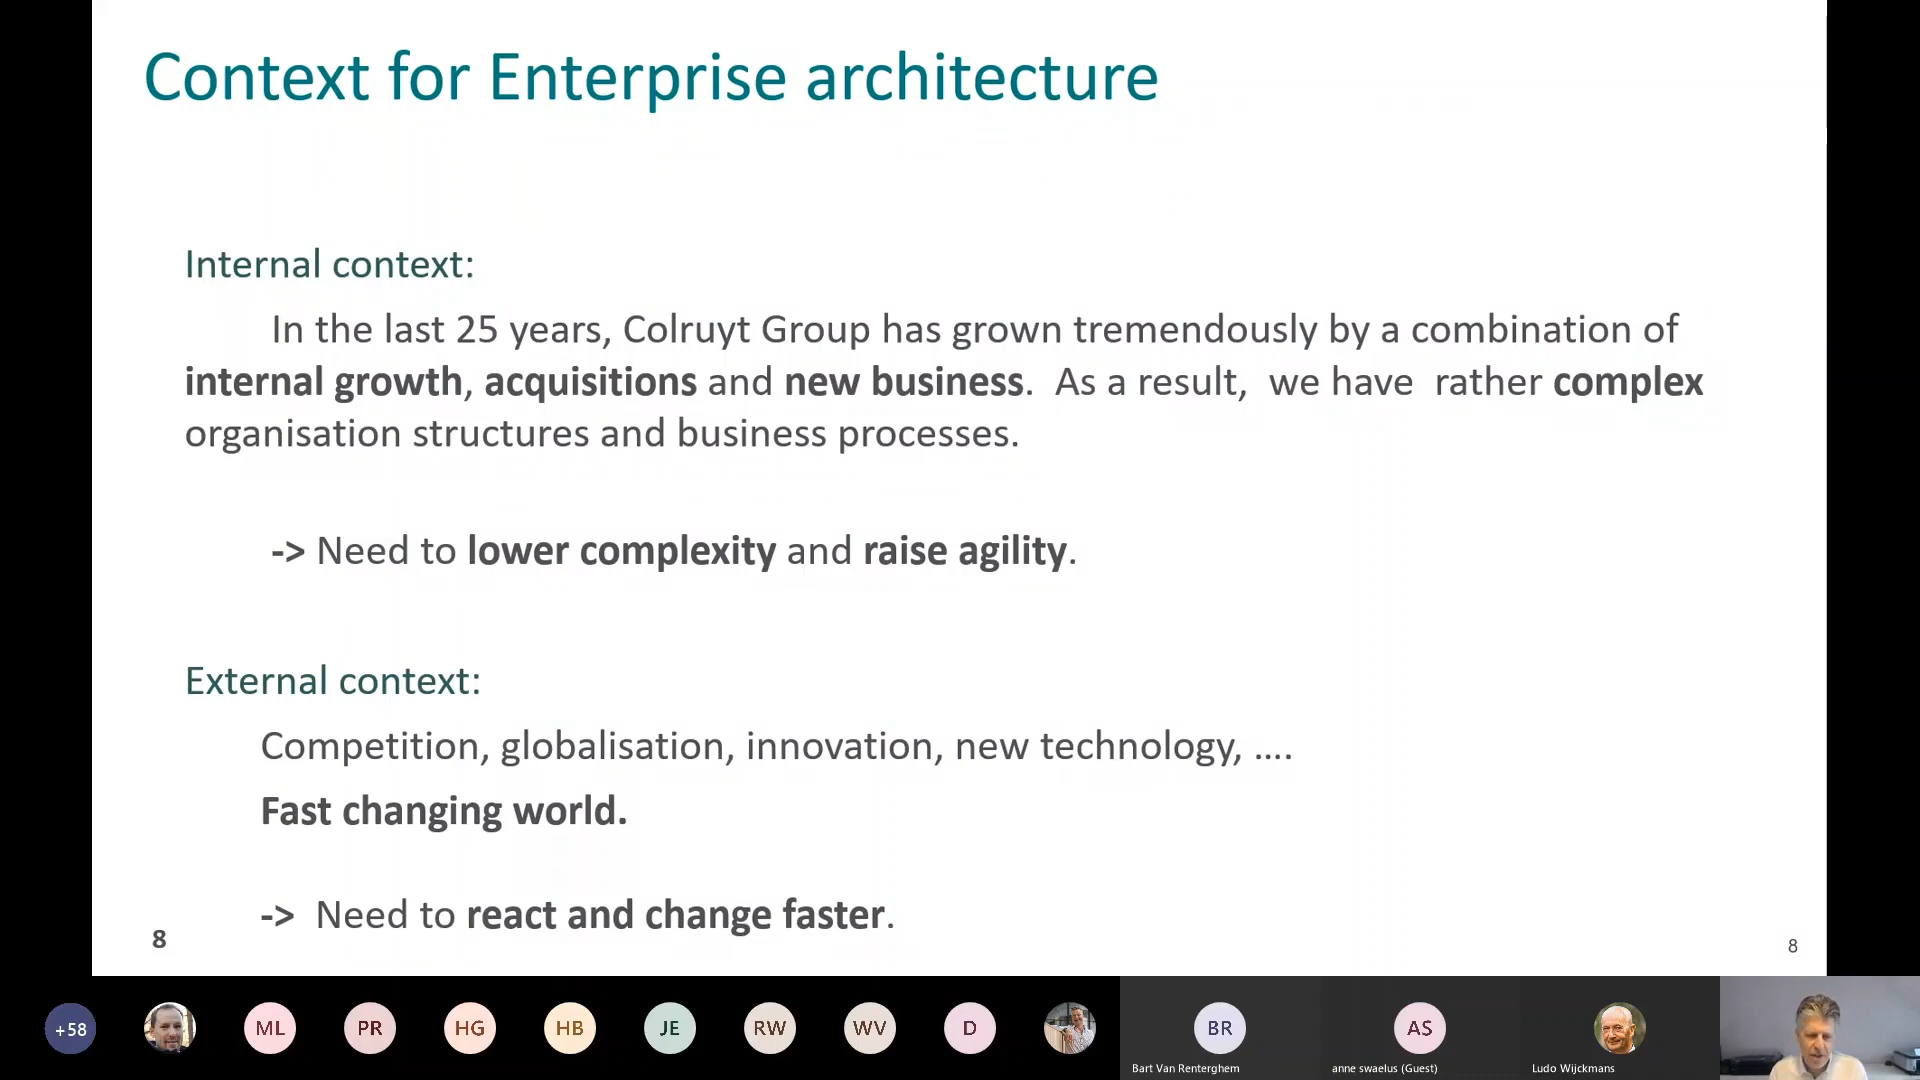 Context for Enterprise architecture
Internal context:
In the last 25 years, Colruyt Group has grown tremendously by a combination of
internal growth, acquisitions and new business. As a result, we have rather complex
organisation structures and business processes.
-> Need to lower complexity and raise agility.
External context:
Competition, globalisation, innovation, new technology, ....
Fast changing world.
-> Need to react and change faster.
8
8
+58
ML
PR
HG
HB
JE
RW
WV
D
BR
AS
Bart Van Renterghem
anne swaelus (Guest)
Ludo Wijckmans